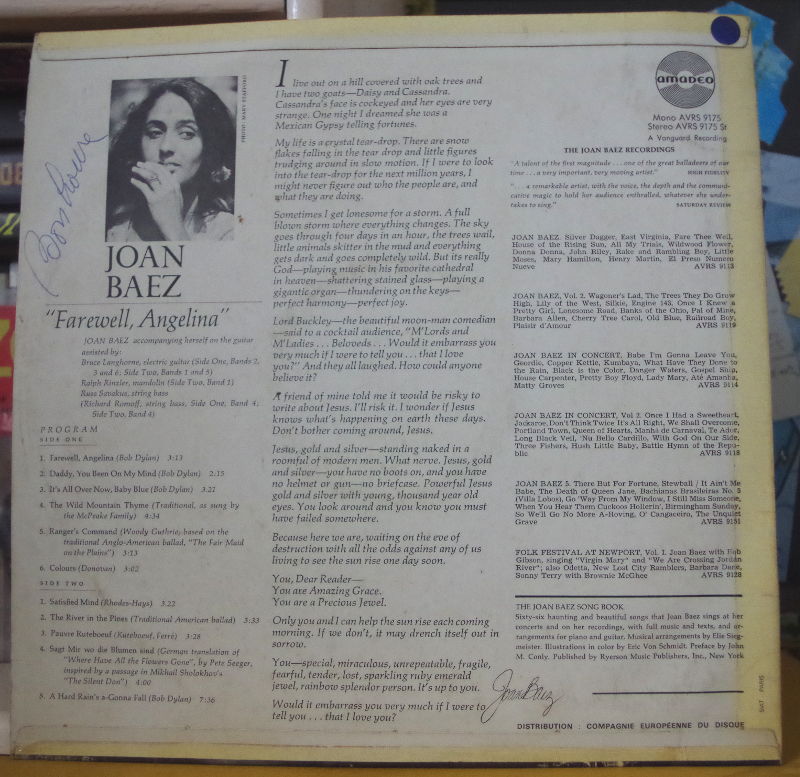 PHOTO: MARY STAFFORD
JOAN
BAEZ
"Farewell, Angelina"
JOAN BAEZ accompanying herself on the guitar
assisted by:
Bruce Langhorne, electric guitar (Side One, Bands 2,
3 and 6; Side Two, Bands 1 and 5)
Ralph Rinzler, mandolin (Side Two, Band 1)
Russ Savakus, string bass
(Richard Romoff, string bass, Side One, Band 4,
Side Two, Band 4)
PROGRAM
SIDE ONE
1. Farewell, Angelina (Bob Dylan) 3:13
2. Daddy, You Been On My Mind (Bob Dylan) 2:15
3. It's All Over Now, Baby Blue (Bob Dylan) 3:21
4. The Wild Mountain Thyme (Traditional, as sung by
the McPeake Family) 4:34
5. Ranger's Command (Woody Guthrie; based on the
traditional Anglo-American ballad, "The Fair Maid
on the Plains") 3:13
6. Colours (Donovan) 3:02
SIDE TWO
1. Satisfied Mind (Rhodes-Hays) 3:22
2. The River in the Pines (Traditional American ballad) 3:33
3. Pauvre Ruteboeuf (Ruteboeuf, Ferré) 3:28
4. Sagt Mir wo die Blumen sind (German translation of
"Where Have All the Flowers Gone", by Pete Seeger,
inspired by a passage in Mikhail Sholokhov's
"The Silent Don") 4:00
5. A Hard Rain's a-Gonna Fall (Bob Dylan) 7:36
I live out on a hill covered with oak trees and
I have two goats—Daisy and Cassandra.
Cassandra's face is cockeyed and her eyes are very
strange. One night I dreamed she was a
Mexican Gypsy telling fortunes.
My life is a crystal tear-drop. There are snow
flakes falling in the tear drop and little figures
trudging around in slow motion. If I were to look
into the tear-drop for the next million years, I
might never figure out who the people are, and
what they are doing.
Sometimes I get lonesome for a storm. A full
blown storm where everything changes. The sky
goes through four days in an hour, the trees wail,
little animals skitter in the mud and everything
gets dark and goes completely wild. But its really
God—playing music in his favorite cathedral
in heaven—shattering stained glass—playing a
gigantic organ—thundering on the keys—
perfect harmony—perfect joy.
Lord Buckley—the beautiful moon-man comedian
—said to a cocktail audience, "M'Lords and
M'Ladies . . . Beloveds . . . Would it embarrass you
very much if I were to tell you . . . that I love
you?" And they all laughed. How could anyone
believe it?
A friend of mine told me it would be risky to
write about Jesus. I'll risk it. I wonder if Jesus
knows what's happening on earth these days.
Don't bother coming around, Jesus.
Jesus, gold and silver—standing naked in a
roomful of modern men. What nerve. Jesus, gold
and silver—you have no boots on, and you have
no helmet or gun—no briefcase. Powerful Jesus
gold and silver with young, thousand year old
eyes. You look around and you know you must
have failed somewhere.
Because here we are, waiting on the eve of
destruction with all the odds against any of us
living to see the sun rise one day soon.
You, Dear Reader—
You are Amazing Grace.
You are a Precious Jewel.
Only you and I can help the sun rise each coming
morning. If we don't, it may drench itself out in
sorrow.
You—special, miraculous, unrepeatable, fragile,
fearful, tender, lost, sparkling ruby emerald
jewel, rainbow splendor person. It's up to you.
Would it embarrass you very much if I were to
tell you . . . that I love you?
Joan Baez
amadeo
Mono AVRS 9175
Stereo AVRS 9175 St
A Vanguard Recording
THE JOAN BAEZ RECORDINGS
"A talent of the first magnitude . . . one of the great balladeers of our
time . . . a very important, very moving artist." HIGH FIDELITY
". . . a remarkable artist, with the voice, the depth and the communi-
cative magic to hold her audience enthralled, whatever she under-
takes to sing." SATURDAY REVIEW
JOAN BAEZ. Silver Dagger, East Virginia, Fare Thee Well,
House of the Rising Sun, All My Trials, Wildwood Flower,
Donna Donna, John Riley, Rake and Rambling Boy, Little
Moses, Mary Hamilton, Henry Martin, El Preso Numero
Nueve AVRS 9113
JOAN BAEZ, Vol. 2. Wagoner's Lad, The Trees They Do Grow
High, Lily of the West, Silkie, Engine 143, Once I Knew a
Pretty Girl, Lonesome Road, Banks of the Ohio, Pal of Mine,
Barbara Allen, Cherry Tree Carol, Old Blue, Railroad Boy,
Plaisir d'Amour AVRS 9119
JOAN BAEZ IN CONCERT, Babe I'm Gonna Leave You,
Geordie, Copper Kettle, Kumbaya, What Have They Done to
the Rain, Black is the Color, Danger Waters, Gospel Ship,
House Carpenter, Pretty Boy Floyd, Lady Mary, Até Amanha,
Matty Groves AVRS 9114
JOAN BAEZ IN CONCERT, Vol 2. Once I Had a Sweetheart,
Jackaroe, Don't Think Twice It's All Right, We Shall Overcome,
Portland Town, Queen of Hearts, Manha de Carnaval, Te Ador,
Long Black Veil, 'Nu Bello Cardillo, With God On Our Side,
Three Fishers, Hush Little Baby, Battle Hymn of the Repu-
blic AVRS 9118
JOAN BAEZ 5. There But For Fortune, Stewball / It Ain't Me
Babe, The Death of Queen Jane, Bachianas Brasileiras No. 5
(Villa Lobos), Go 'Way From My Window, I Still Miss Someone,
When You Hear Them Cuckoos Hollerin', Birmingham Sunday,
So We'll Go No More A-Roving, O' Cangaceiro, The Unquiet
Grave AVRS 9151
FOLK FESTIVAL AT NEWPORT, Vol. 1. Joan Baez with Bob
Gibson, singing "Virgin Mary" and "We Are Crossing Jordan
River"; also Odetta, New Lost City Ramblers, Barbara Dane,
Sonny Terry with Brownie McGhee AVRS 9128
THE JOAN BAEZ SONG BOOK
Sixty-six haunting and beautiful songs that Joan Baez sings at her
concerts and on her recordings, with full music and texts, and ar-
rangements for piano and guitar. Musical arrangements by Elie Sieg-
meister. Illustrations in color by Eric Von Schmidt. Preface by John
M. Conly. Published by Ryerson Music Publishers, Inc., New York
DISTRIBUTION : COMPAGNIE EUROPÉENNE DU DISQUE
SIAT PARIS